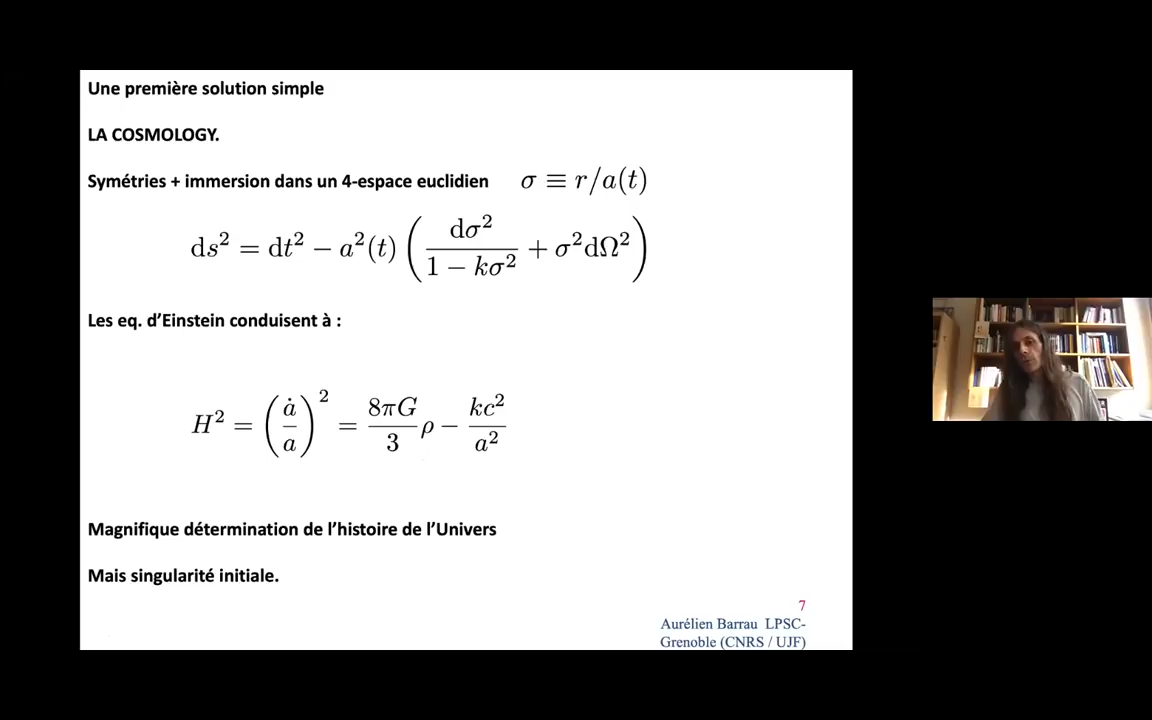 Une première solution simple
LA COSMOLOGY.
Symétries + immersion dans un 4-espace euclidien σ ≡ r/a(t)
ds² = dt² − a²(t) ( dσ² / (1 − kσ²) + σ²dΩ² )
Les eq. d’Einstein conduisent à :
H² = (ȧ/a)² = 8πG/3 ρ − kc²/a²
Magnifique détermination de l’histoire de l’Univers
Mais singularité initiale.
7
Aurélien Barrau LPSC-
Grenoble (CNRS / UJF)